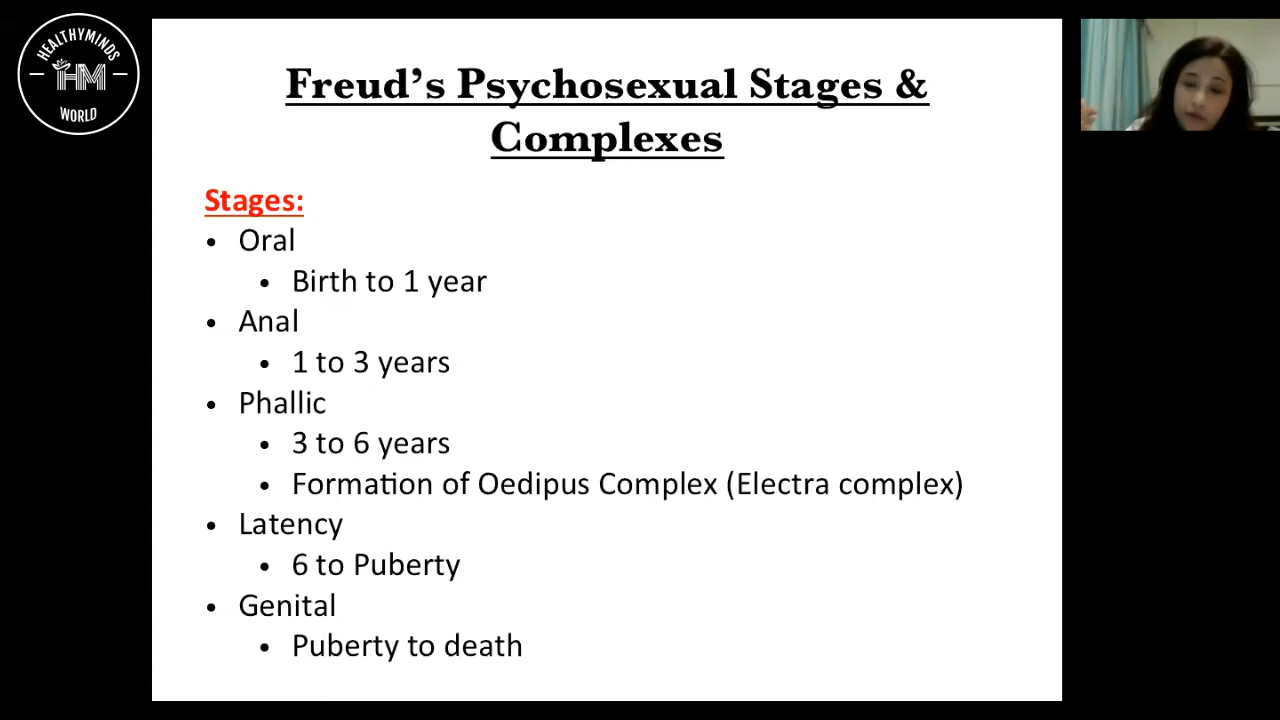 HEALTHYMINDS
HM
WORLD
Freud’s Psychosexual Stages &
Complexes
Stages:
• Oral
• Birth to 1 year
• Anal
• 1 to 3 years
• Phallic
• 3 to 6 years
• Formation of Oedipus Complex (Electra complex)
• Latency
• 6 to Puberty
• Genital
• Puberty to death